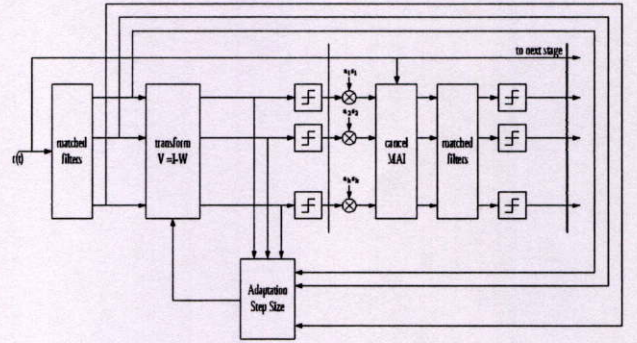 to next stage
r(t)
matched
filters
transform
V =I-W
cancel
MAI
matched
filters
Adaptation
Step Size